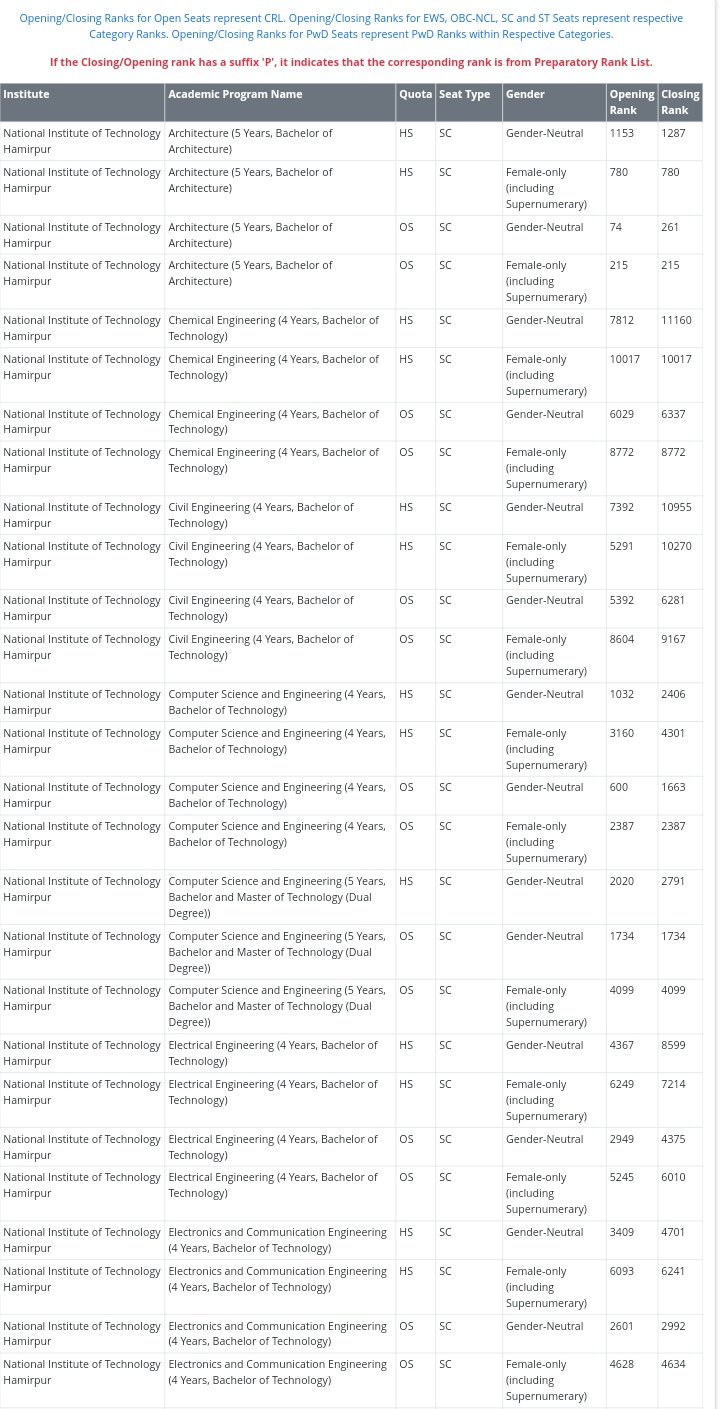 Opening/Closing Ranks for Open Seats represent CRL. Opening/Closing Ranks for EWS, OBC-NCL, SC and ST Seats represent respective
Category Ranks. Opening/Closing Ranks for PwD Seats represent PwD Ranks within Respective Categories.
If the Closing/Opening rank has a suffix 'P', it indicates that the corresponding rank is from Preparatory Rank List.
Institute Academic Program Name Quota Seat Type Gender Opening Closing
Rank Rank
National Institute of Technology Architecture (5 Years, Bachelor of HS SC Gender-Neutral 1153 1287
Hamirpur Architecture)
National Institute of Technology Architecture (5 Years, Bachelor of HS SC Female-only 780 780
Hamirpur Architecture) (including
Supernumerary)
National Institute of Technology Architecture (5 Years, Bachelor of OS SC Gender-Neutral 74 261
Hamirpur Architecture)
National Institute of Technology Architecture (5 Years, Bachelor of OS SC Female-only 215 215
Hamirpur Architecture) (including
Supernumerary)
National Institute of Technology Chemical Engineering (4 Years, Bachelor of HS SC Gender-Neutral 7812 11160
Hamirpur Technology)
National Institute of Technology Chemical Engineering (4 Years, Bachelor of HS SC Female-only 10017 10017
Hamirpur Technology) (including
Supernumerary)
National Institute of Technology Chemical Engineering (4 Years, Bachelor of OS SC Gender-Neutral 6029 6337
Hamirpur Technology)
National Institute of Technology Chemical Engineering (4 Years, Bachelor of OS SC Female-only 8772 8772
Hamirpur Technology) (including
Supernumerary)
National Institute of Technology Civil Engineering (4 Years, Bachelor of HS SC Gender-Neutral 7392 10955
Hamirpur Technology)
National Institute of Technology Civil Engineering (4 Years, Bachelor of HS SC Female-only 5291 10270
Hamirpur Technology) (including
Supernumerary)
National Institute of Technology Civil Engineering (4 Years, Bachelor of OS SC Gender-Neutral 5392 6281
Hamirpur Technology)
National Institute of Technology Civil Engineering (4 Years, Bachelor of OS SC Female-only 8604 9167
Hamirpur Technology) (including
Supernumerary)
National Institute of Technology Computer Science and Engineering (4 Years, HS SC Gender-Neutral 1032 2406
Hamirpur Bachelor of Technology)
National Institute of Technology Computer Science and Engineering (4 Years, HS SC Female-only 3160 4301
Hamirpur Bachelor of Technology) (including
Supernumerary)
National Institute of Technology Computer Science and Engineering (4 Years, OS SC Gender-Neutral 600 1663
Hamirpur Bachelor of Technology)
National Institute of Technology Computer Science and Engineering (4 Years, OS SC Female-only 2387 2387
Hamirpur Bachelor of Technology) (including
Supernumerary)
National Institute of Technology Computer Science and Engineering (5 Years, HS SC Gender-Neutral 2020 2791
Hamirpur Bachelor and Master of Technology (Dual
Degree))
National Institute of Technology Computer Science and Engineering (5 Years, OS SC Gender-Neutral 1734 1734
Hamirpur Bachelor and Master of Technology (Dual
Degree))
National Institute of Technology Computer Science and Engineering (5 Years, OS SC Female-only 4099 4099
Hamirpur Bachelor and Master of Technology (Dual (including
Degree)) Supernumerary)
National Institute of Technology Electrical Engineering (4 Years, Bachelor of HS SC Gender-Neutral 4367 8599
Hamirpur Technology)
National Institute of Technology Electrical Engineering (4 Years, Bachelor of HS SC Female-only 6249 7214
Hamirpur Technology) (including
Supernumerary)
National Institute of Technology Electrical Engineering (4 Years, Bachelor of OS SC Gender-Neutral 2949 4375
Hamirpur Technology)
National Institute of Technology Electrical Engineering (4 Years, Bachelor of OS SC Female-only 5245 6010
Hamirpur Technology) (including
Supernumerary)
National Institute of Technology Electronics and Communication Engineering HS SC Gender-Neutral 3409 4701
Hamirpur (4 Years, Bachelor of Technology)
National Institute of Technology Electronics and Communication Engineering HS SC Female-only 6093 6241
Hamirpur (4 Years, Bachelor of Technology) (including
Supernumerary)
National Institute of Technology Electronics and Communication Engineering OS SC Gender-Neutral 2601 2992
Hamirpur (4 Years, Bachelor of Technology)
National Institute of Technology Electronics and Communication Engineering OS SC Female-only 4628 4634
Hamirpur (4 Years, Bachelor of Technology) (including
Supernumerary)